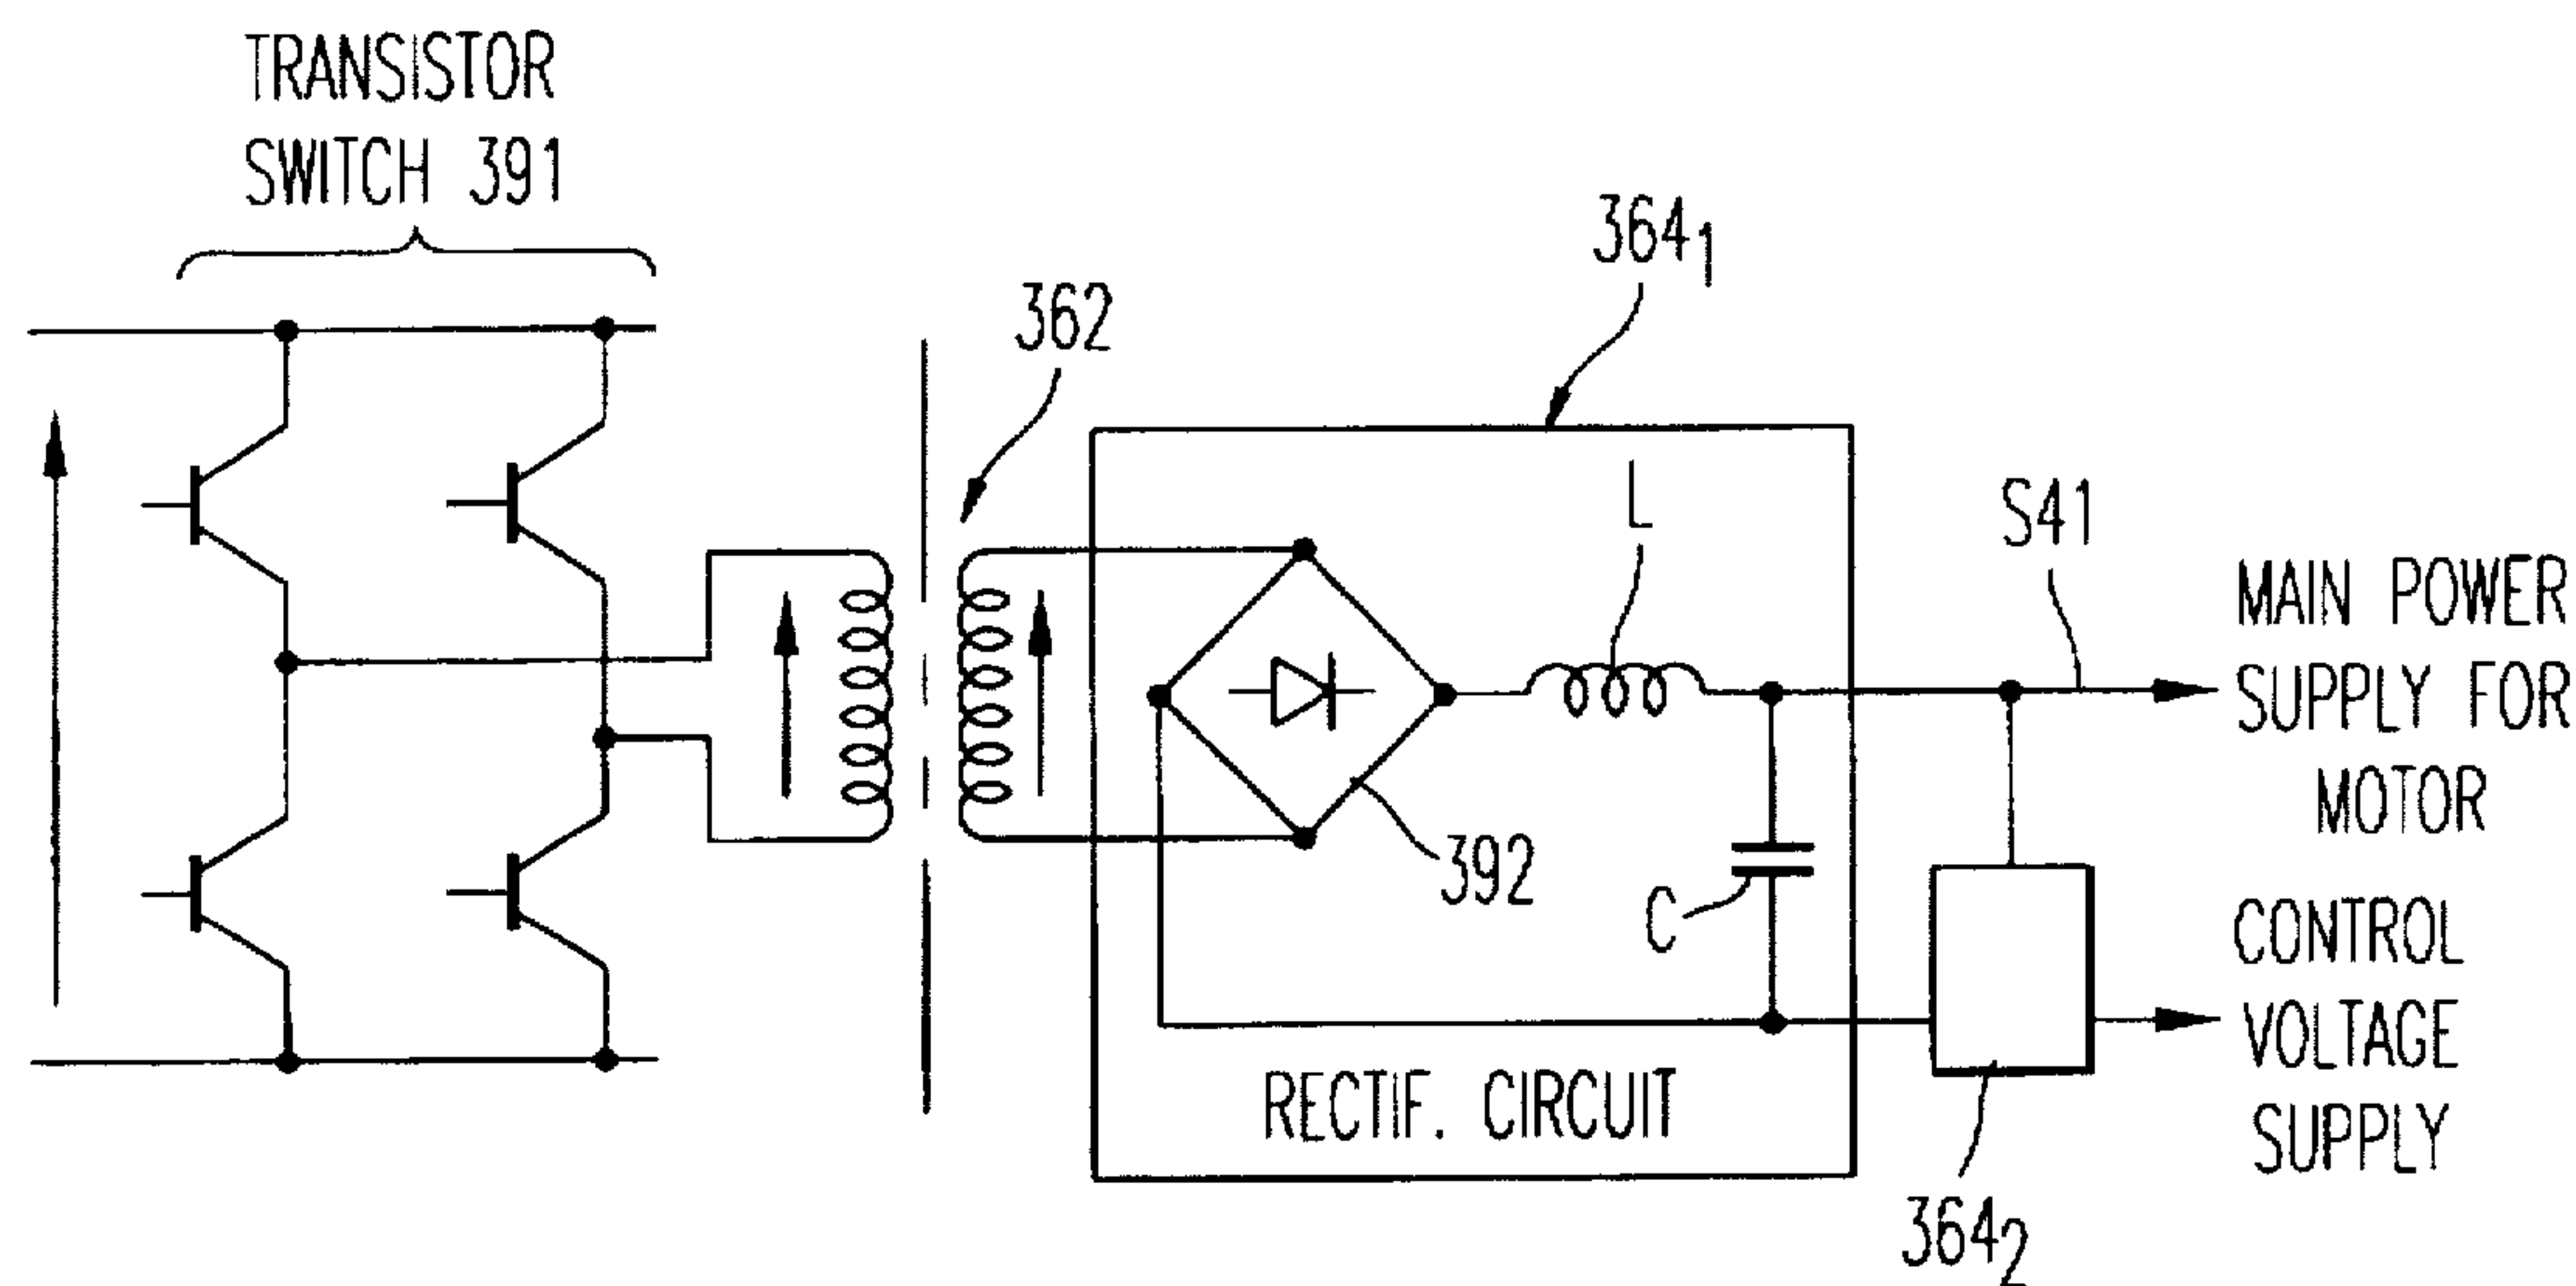 TRANSISTOR
SWITCH 391
362
364₁
L
S41
MAIN POWER
SUPPLY FOR
MOTOR
392
C
CONTROL
VOLTAGE
SUPPLY
RECTIF. CIRCUIT
364₂